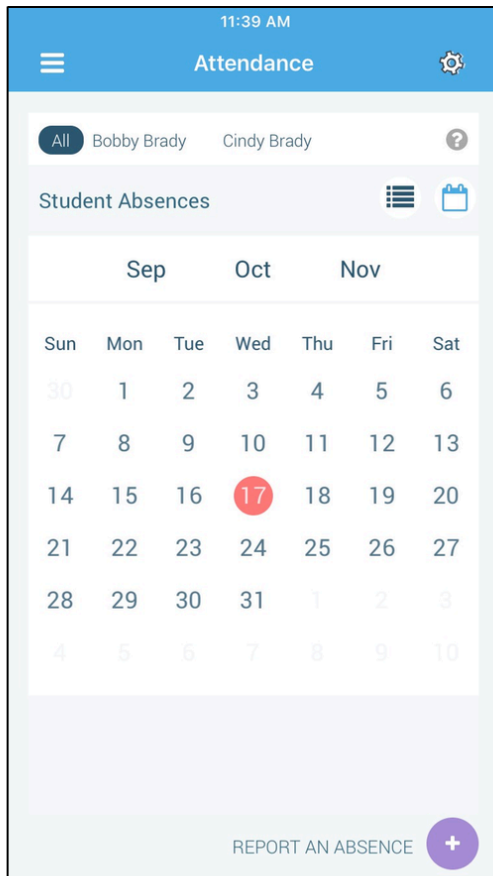 11:39 AM
Attendance
All Bobby Brady Cindy Brady ?
Student Absences
Sep Oct Nov
Sun Mon Tue Wed Thu Fri Sat
30 1 2 3 4 5 6
7 8 9 10 11 12 13
14 15 16 17 18 19 20
21 22 23 24 25 26 27
28 29 30 31 1 2 3
4 5 6 7 8 9 10
REPORT AN ABSENCE +